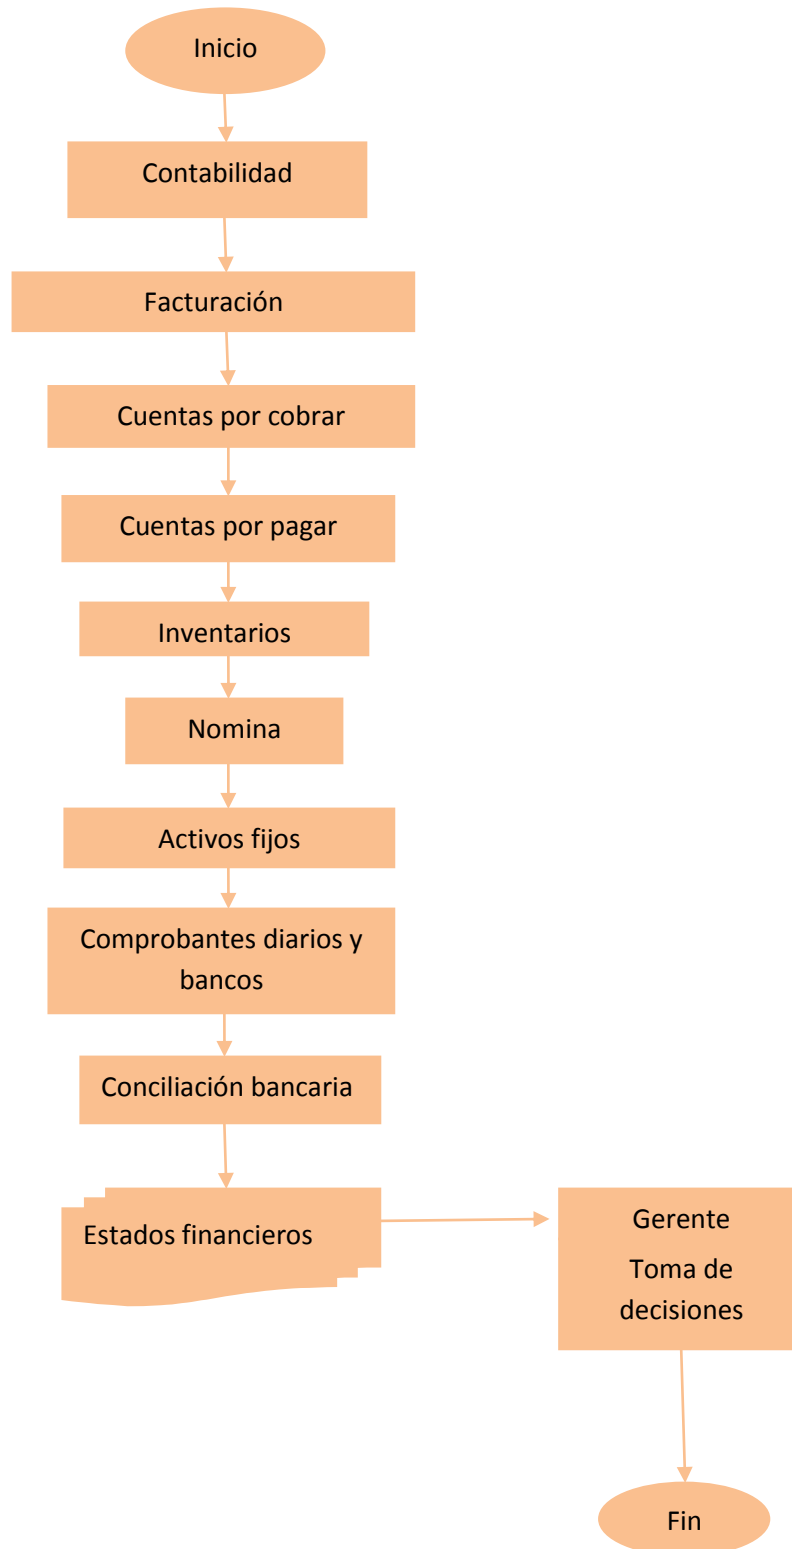 Inicio
Contabilidad
Facturación
Cuentas por cobrar
Cuentas por pagar
Inventarios
Nomina
Activos fijos
Comprobantes diarios y
bancos
Conciliación bancaria
Estados financieros
Gerente
Toma de
decisiones
Fin